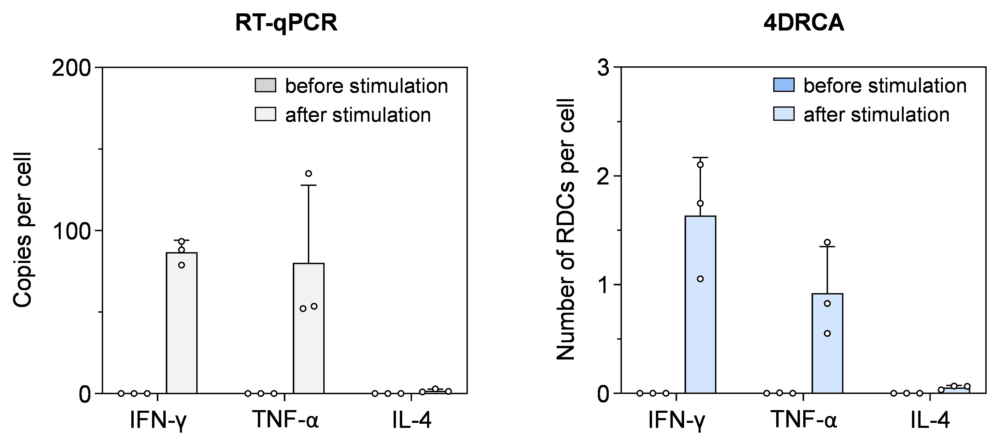 RT-qPCR
Copies per cell
200
100
0
before stimulation
after stimulation
IFN-γ
TNF-α
IL-4
4DRCA
Number of RDCs per cell
3
2
1
0
before stimulation
after stimulation
IFN-γ
TNF-α
IL-4